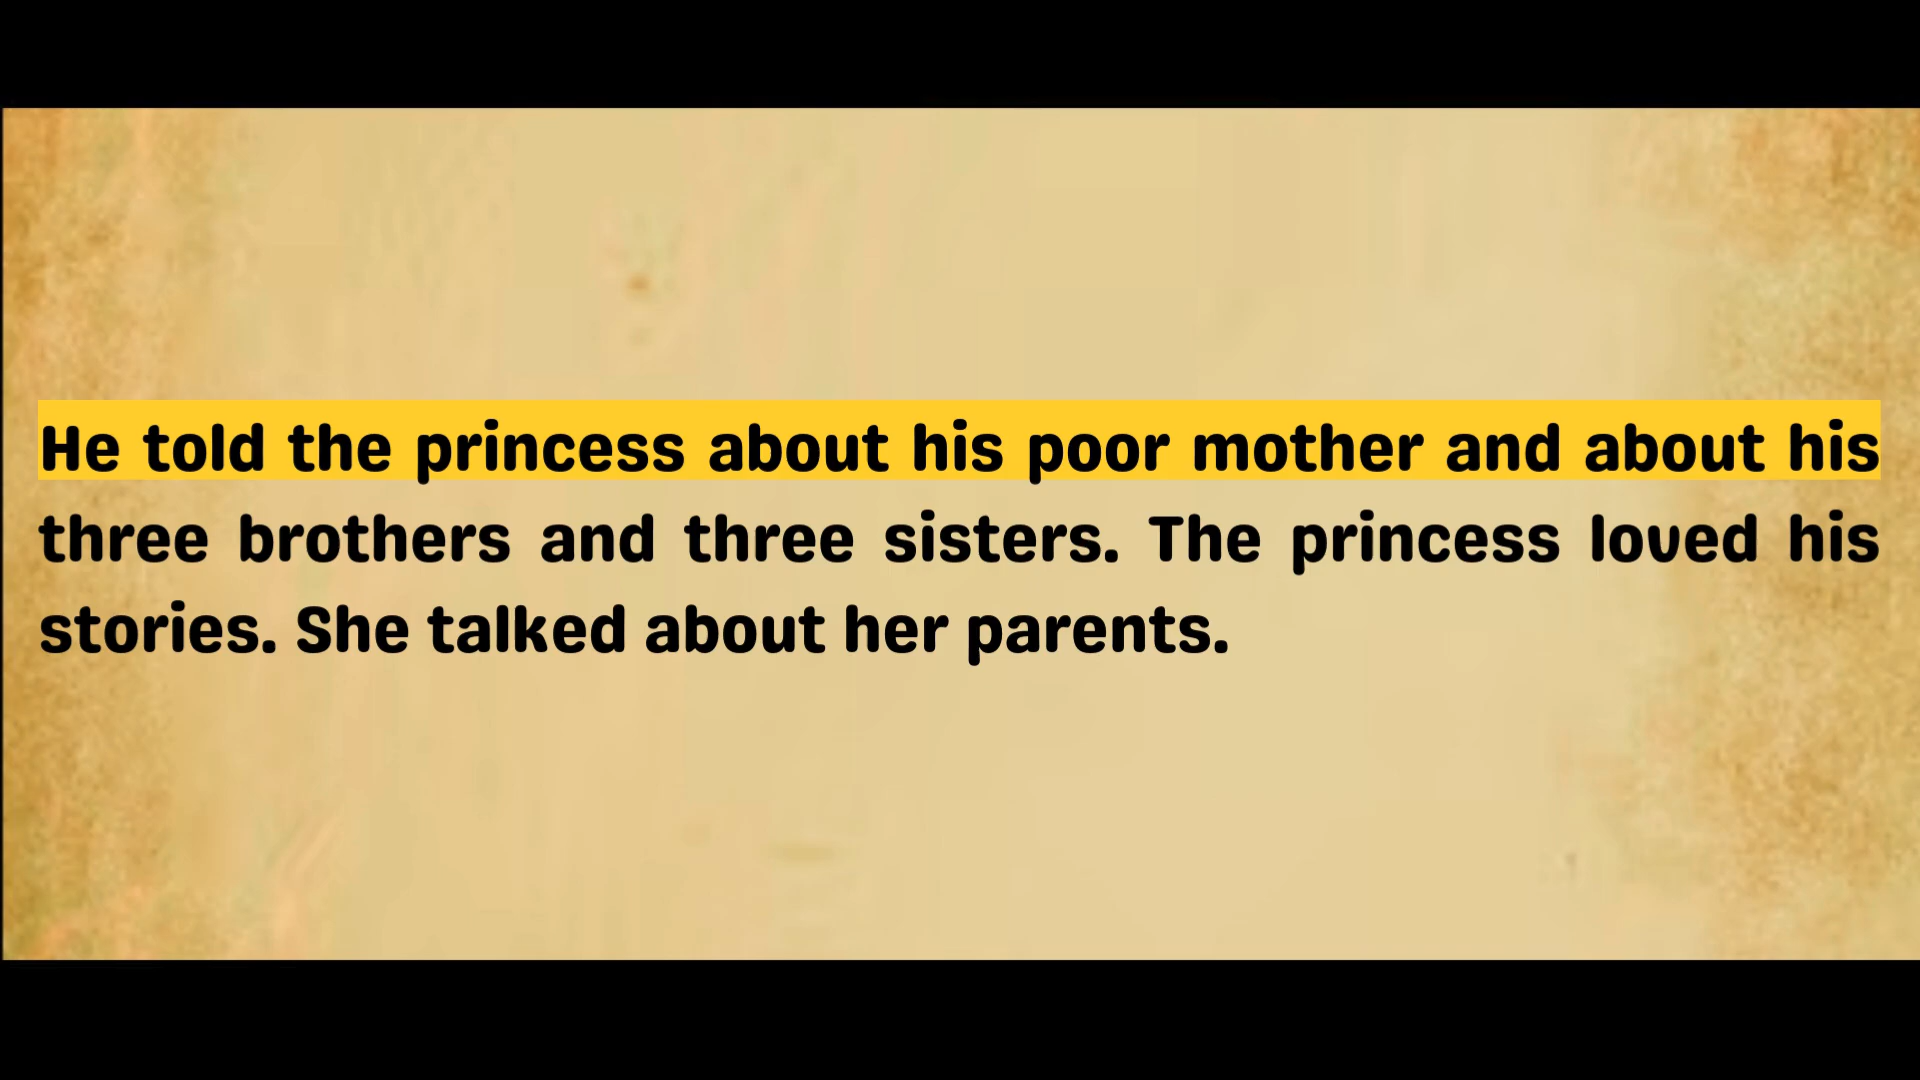 He told the princess about his poor mother and about his
three brothers and three sisters. The princess loved his
stories. She talked about her parents.